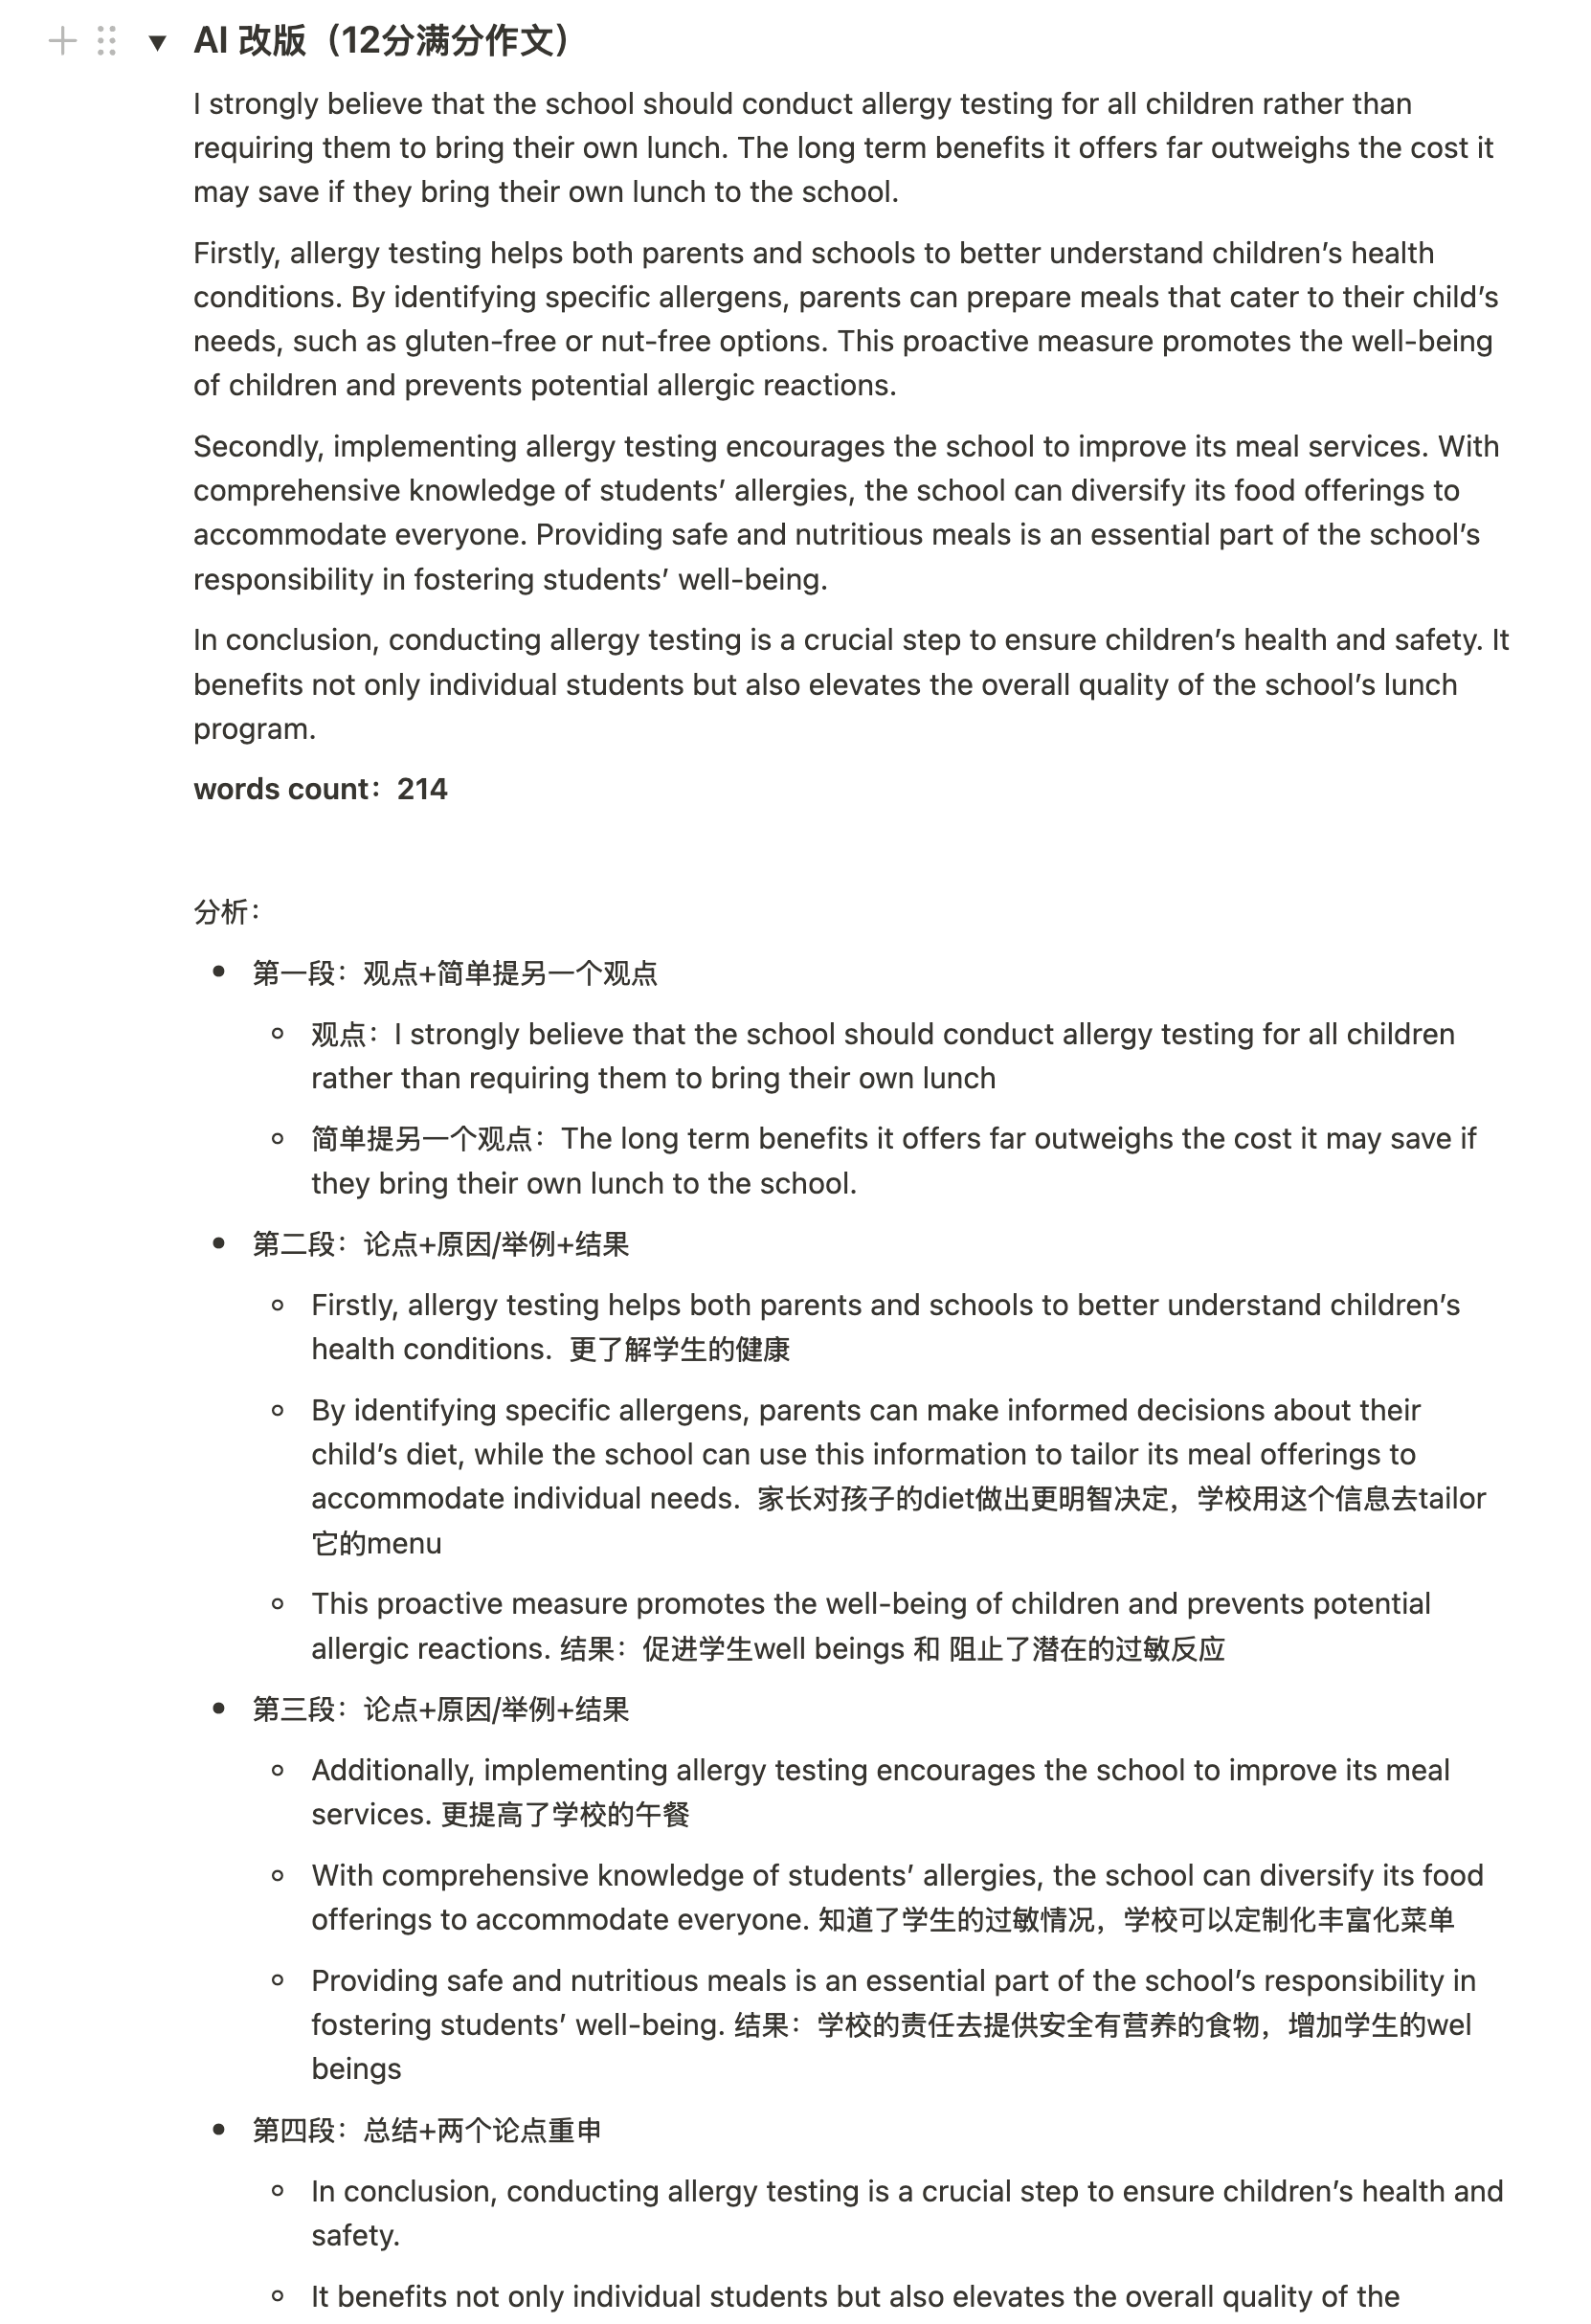 AI 改版（12分满分作文）
I strongly believe that the school should conduct allergy testing for all children rather than
requiring them to bring their own lunch. The long term benefits it offers far outweighs the cost it
may save if they bring their own lunch to the school.
Firstly, allergy testing helps both parents and schools to better understand children’s health
conditions. By identifying specific allergens, parents can prepare meals that cater to their child’s
needs, such as gluten-free or nut-free options. This proactive measure promotes the well-being
of children and prevents potential allergic reactions.
Secondly, implementing allergy testing encourages the school to improve its meal services. With
comprehensive knowledge of students’ allergies, the school can diversify its food offerings to
accommodate everyone. Providing safe and nutritious meals is an essential part of the school’s
responsibility in fostering students’ well-being.
In conclusion, conducting allergy testing is a crucial step to ensure children’s health and safety. It
benefits not only individual students but also elevates the overall quality of the school’s lunch
program.
words count：214
分析：
第一段：观点+简单提另一个观点
观点：I strongly believe that the school should conduct allergy testing for all children
rather than requiring them to bring their own lunch
简单提另一个观点：The long term benefits it offers far outweighs the cost it may save if
they bring their own lunch to the school.
第二段：论点+原因/举例+结果
Firstly, allergy testing helps both parents and schools to better understand children’s
health conditions. 更了解学生的健康
By identifying specific allergens, parents can make informed decisions about their
child’s diet, while the school can use this information to tailor its meal offerings to
accommodate individual needs. 家长对孩子的diet做出更明智决定，学校用这个信息去tailor
它的menu
This proactive measure promotes the well-being of children and prevents potential
allergic reactions. 结果：促进学生well beings 和 阻止了潜在的过敏反应
第三段：论点+原因/举例+结果
Additionally, implementing allergy testing encourages the school to improve its meal
services. 更提高了学校的午餐
With comprehensive knowledge of students’ allergies, the school can diversify its food
offerings to accommodate everyone. 知道了学生的过敏情况，学校可以定制化丰富化菜单
Providing safe and nutritious meals is an essential part of the school’s responsibility in
fostering students’ well-being. 结果：学校的责任去提供安全有营养的食物，增加学生的wel
beings
第四段：总结+两个论点重申
In conclusion, conducting allergy testing is a crucial step to ensure children’s health and
safety.
It benefits not only individual students but also elevates the overall quality of the